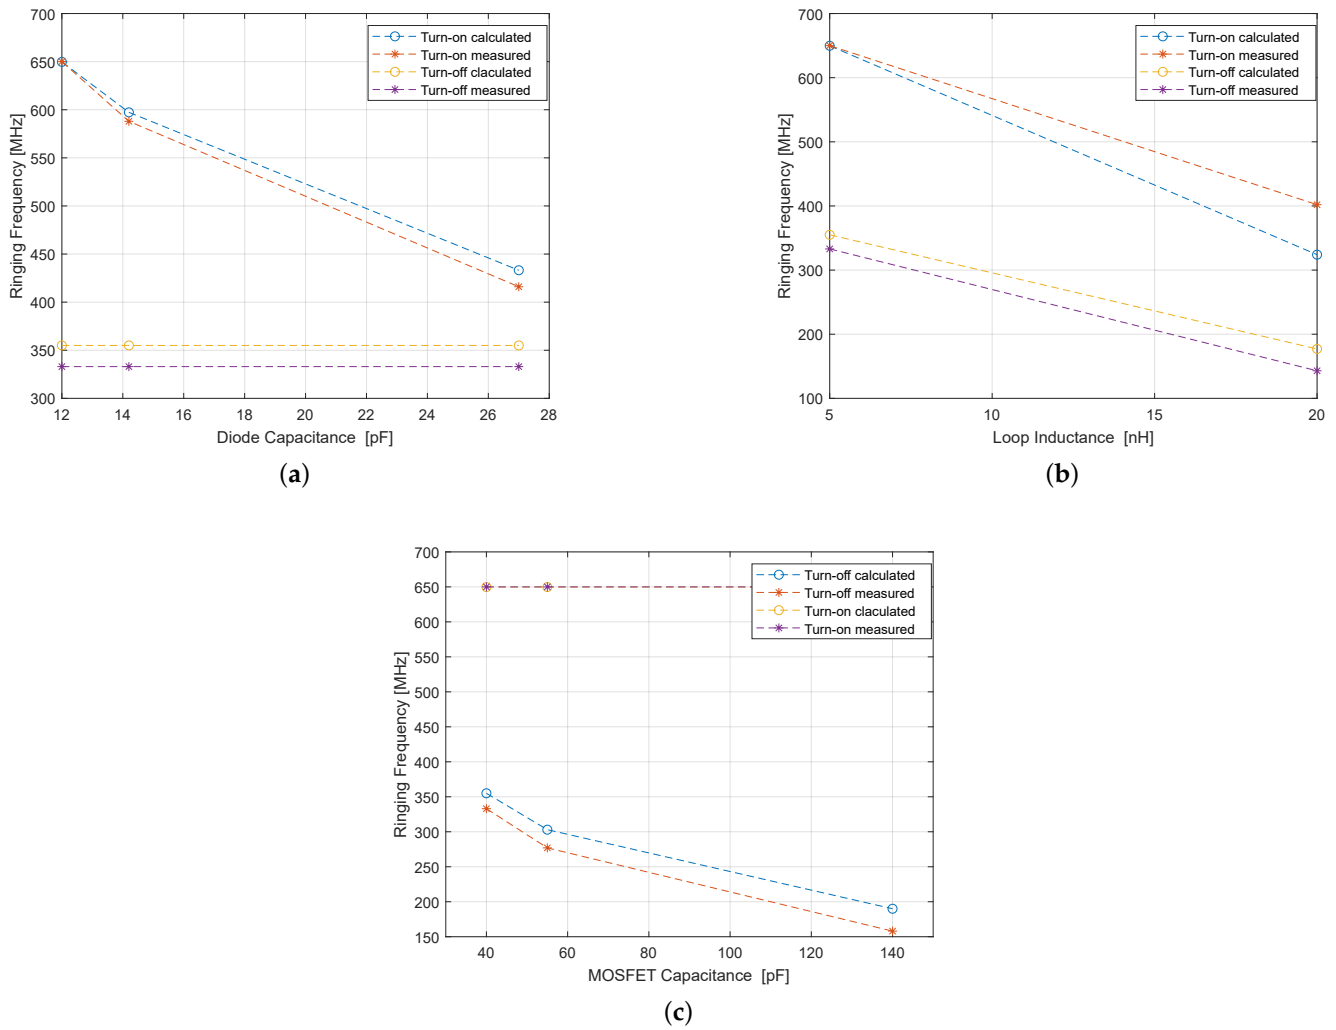 700
650
600
550
500
450
400
350
300
12
14
16
18
20
22
24
26
28
Ringing Frequency [MHz]
Diode Capacitance [pF]
Turn-on calculated
Turn-on measured
Turn-off claculated
Turn-off measured
(a)
700
600
500
400
300
200
100
5
10
15
20
Ringing Frequency [MHz]
Loop Inductance [nH]
Turn-on calculated
Turn-on measured
Turn-off calculated
Turn-off measured
(b)
700
650
600
550
500
450
400
350
300
250
200
150
40
60
80
100
120
140
Ringing Frequency [MHz]
MOSFET Capacitance [pF]
Turn-off calculated
Turn-off measured
Turn-on claculated
Turn-on measured
(c)